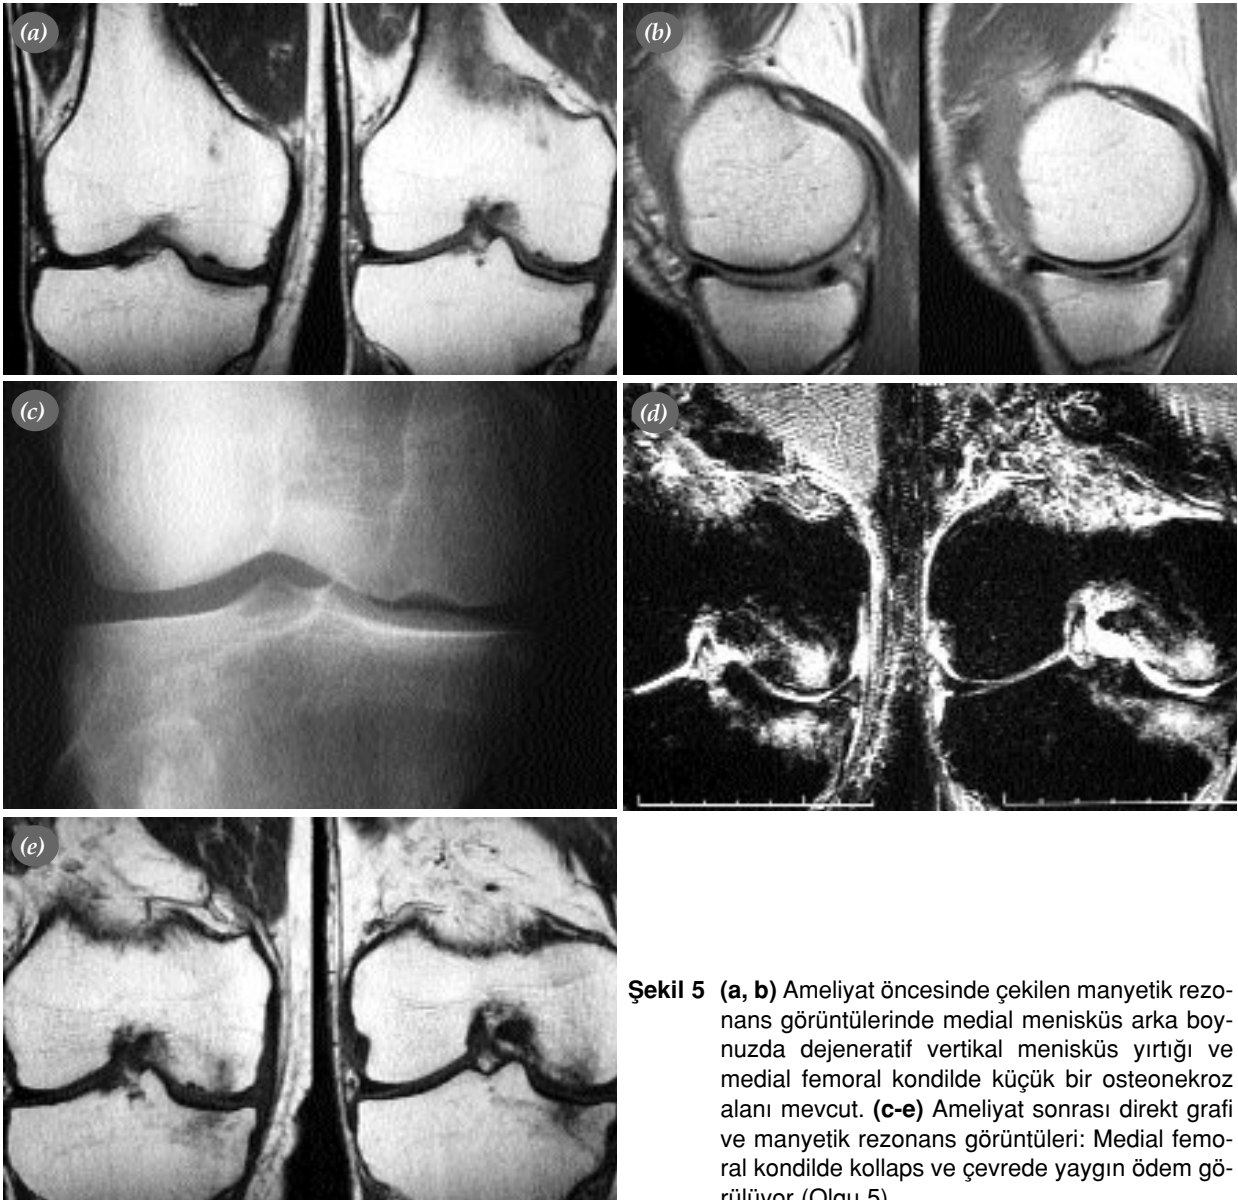 (a)
(b)
(c)
(d)
(e)
Şekil 5 (a, b) Ameliyat öncesinde çekilen manyetik rezo-
nans görüntülerinde medial menisküs arka boy-
nuzda dejeneratif vertikal menisküs yırtığı ve
medial femoral kondilde küçük bir osteonekroz
alanı mevcut. (c-e) Ameliyat sonrası direkt grafi
ve manyetik rezonans görüntüleri: Medial femo-
ral kondilde kollaps ve çevrede yaygın ödem gö-
rülüyor (Olgu 5)